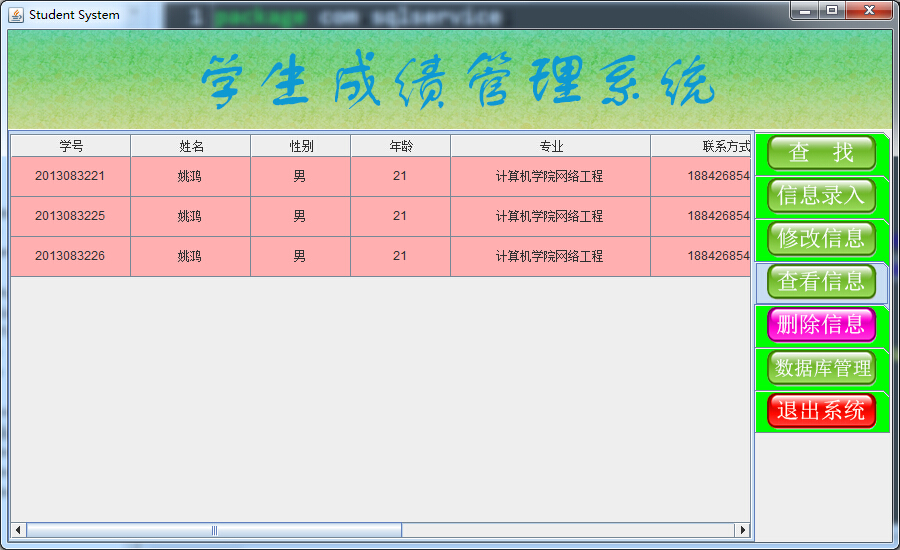 Student System
1 package com sqlservice
学生成绩管理系统
学号 姓名 性别 年龄 专业 联系方式
2013083221 姚鸿 男 21 计算机学院网络工程 188426854
2013083225 姚鸿 男 21 计算机学院网络工程 188426854
2013083226 姚鸿 男 21 计算机学院网络工程 188426854
查 找
信息录入
修改信息
查看信息
删除信息
数据库管理
退出系统